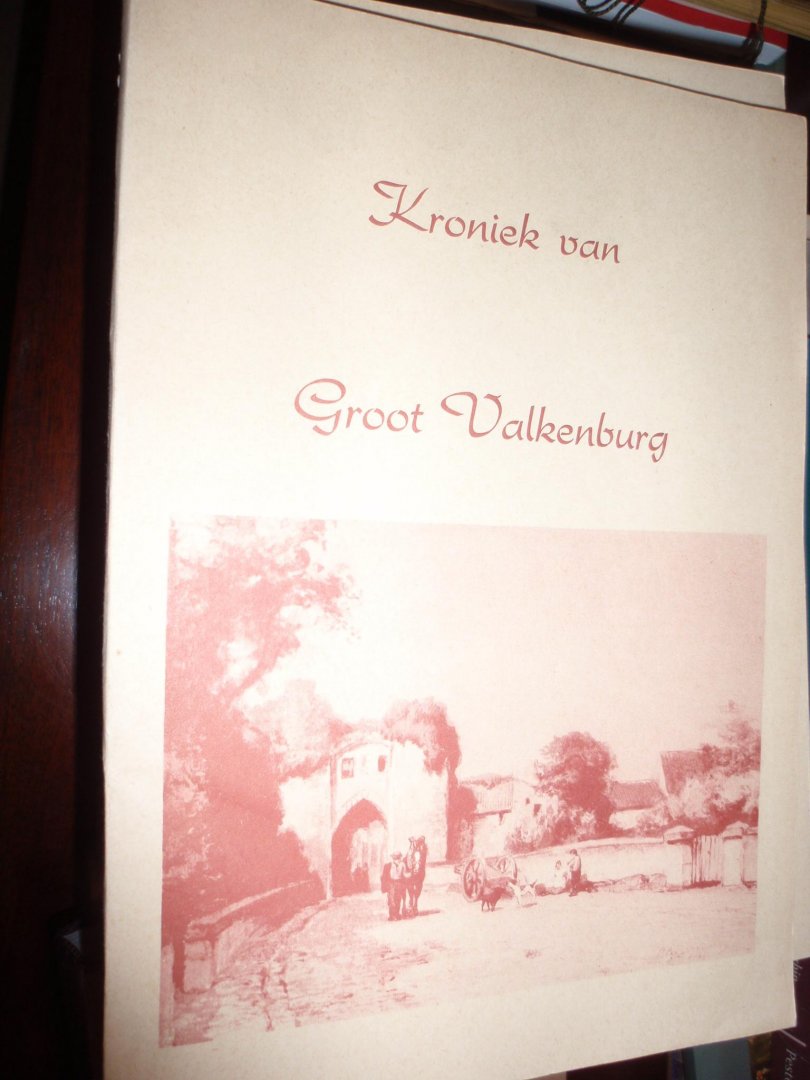 Kroniek van
Groot Valkenburg